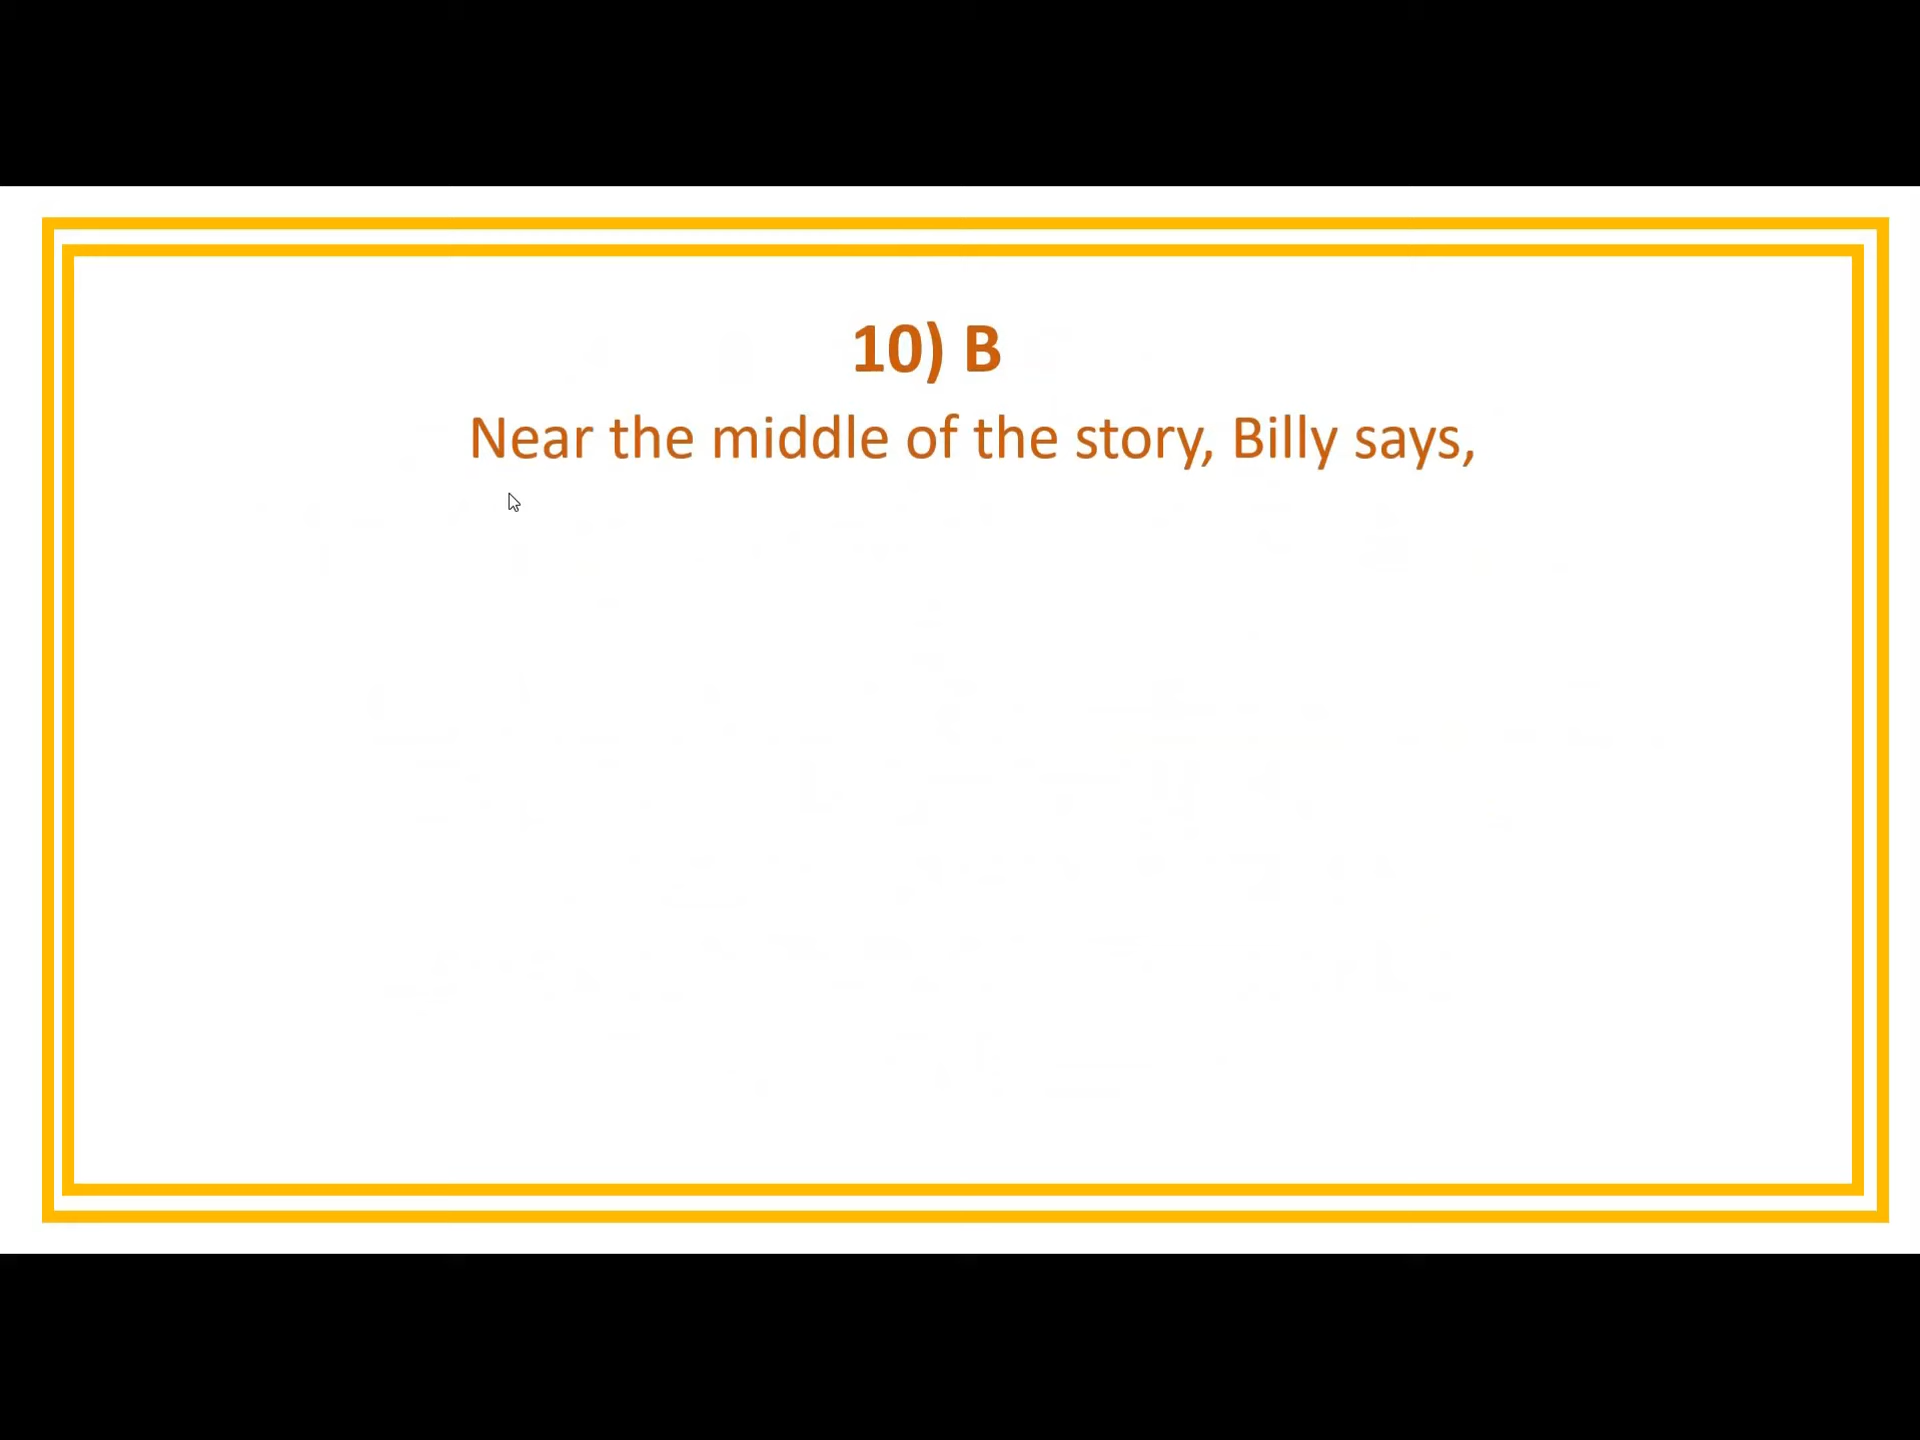 10) B
Near the middle of the story, Billy says,